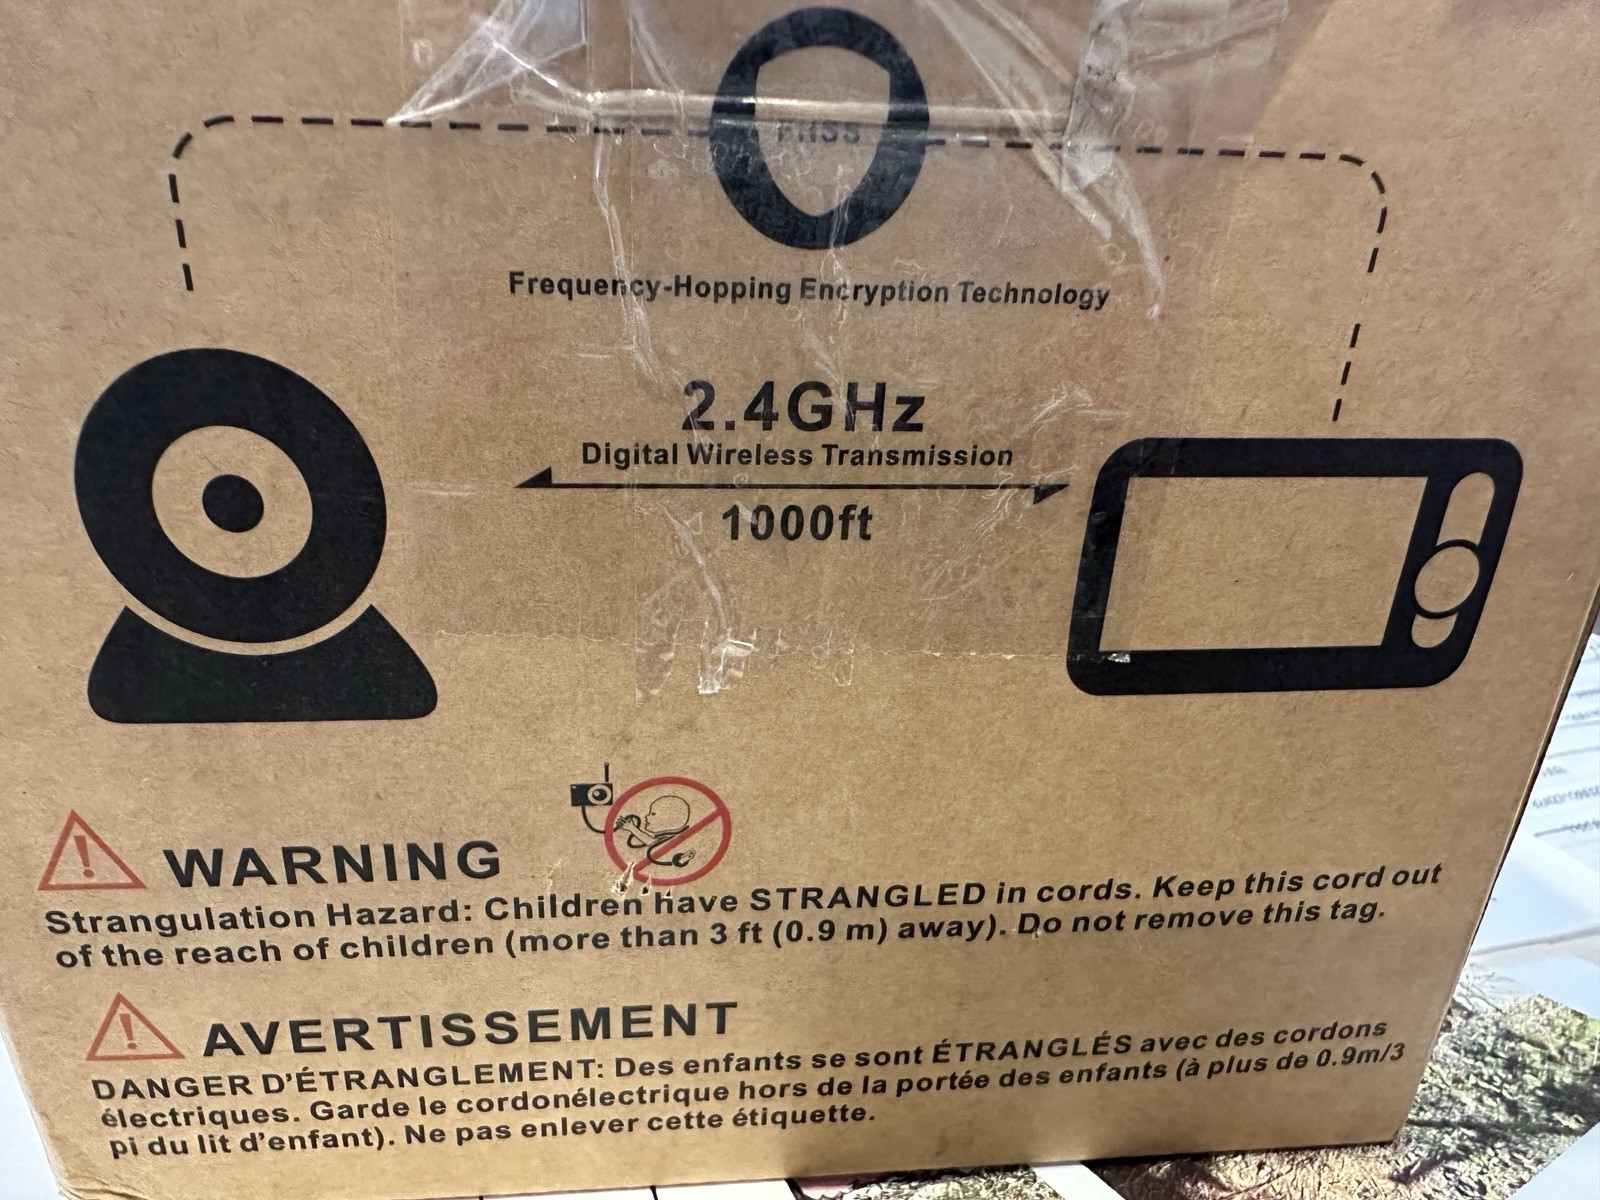 FHSS
Frequency-Hopping Encryption Technology
2.4GHz
Digital Wireless Transmission
1000ft
WARNING
Strangulation Hazard: Children have STRANGLED in cords. Keep this cord out
of the reach of children (more than 3 ft (0.9 m) away). Do not remove this tag.
AVERTISSEMENT
DANGER D'ÉTRANGLEMENT: Des enfants se sont ÉTRANGLÉS avec des cordons
électriques. Garde le cordonélectrique hors de la portée des enfants (à plus de 0.9m/3
pi du lit d'enfant). Ne pas enlever cette étiquette.